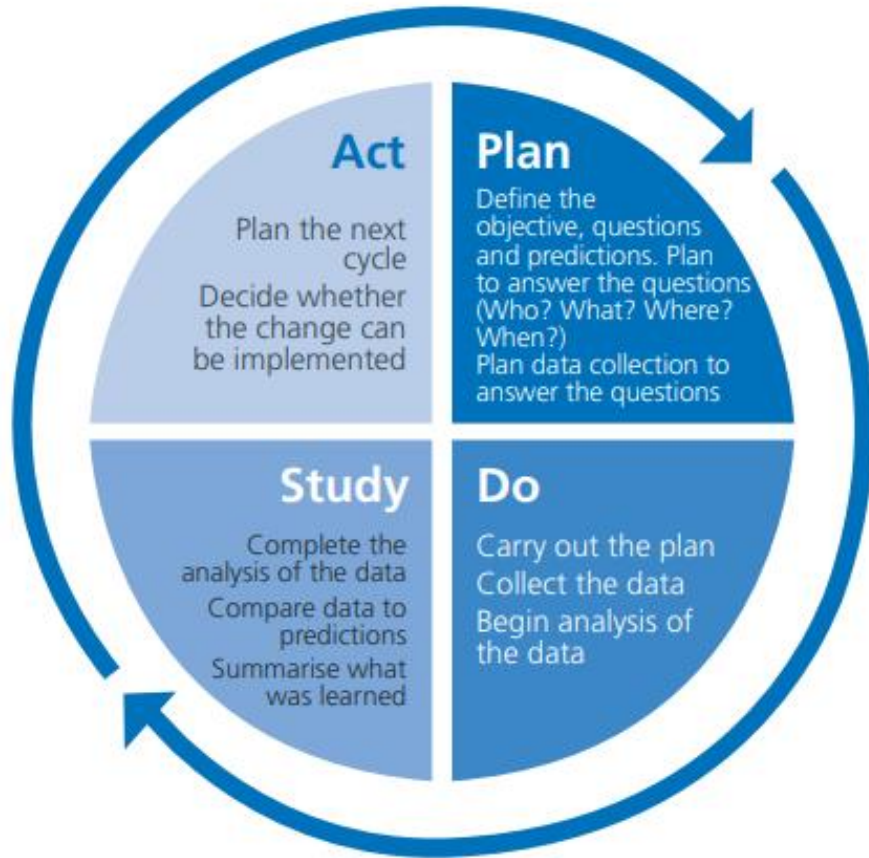 Act
Plan the next
cycle
Decide whether
the change can
be implemented
Plan
Define the
objective, questions
and predictions. Plan
to answer the questions
(Who? What? Where?
When?)
Plan data collection to
answer the questions
Study
Complete the
analysis of the data
Compare data to
predictions
Summarise what
was learned
Do
Carry out the plan
Collect the data
Begin analysis of
the data